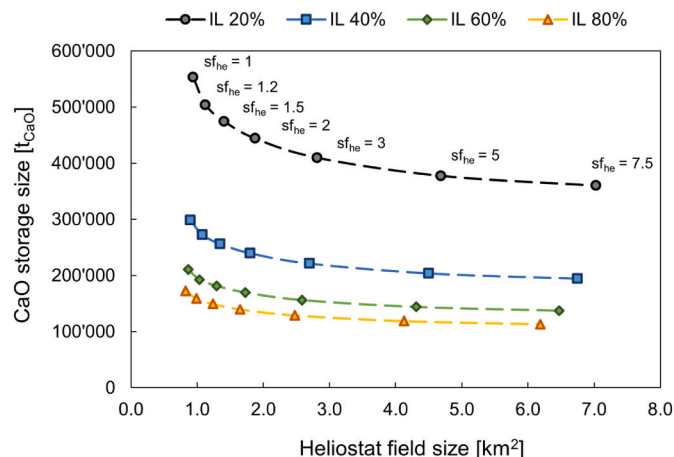 IL 20% IL 40% IL 60% IL 80%
600'000
500'000
400'000
300'000
200'000
100'000
0
CaO storage size [tCaO]
sfhe = 1
sfhe = 1.2
sfhe = 1.5
sfhe = 2
sfhe = 3
sfhe = 5
sfhe = 7.5
0.0 1.0 2.0 3.0 4.0 5.0 6.0 7.0 8.0
Heliostat field size [km²]